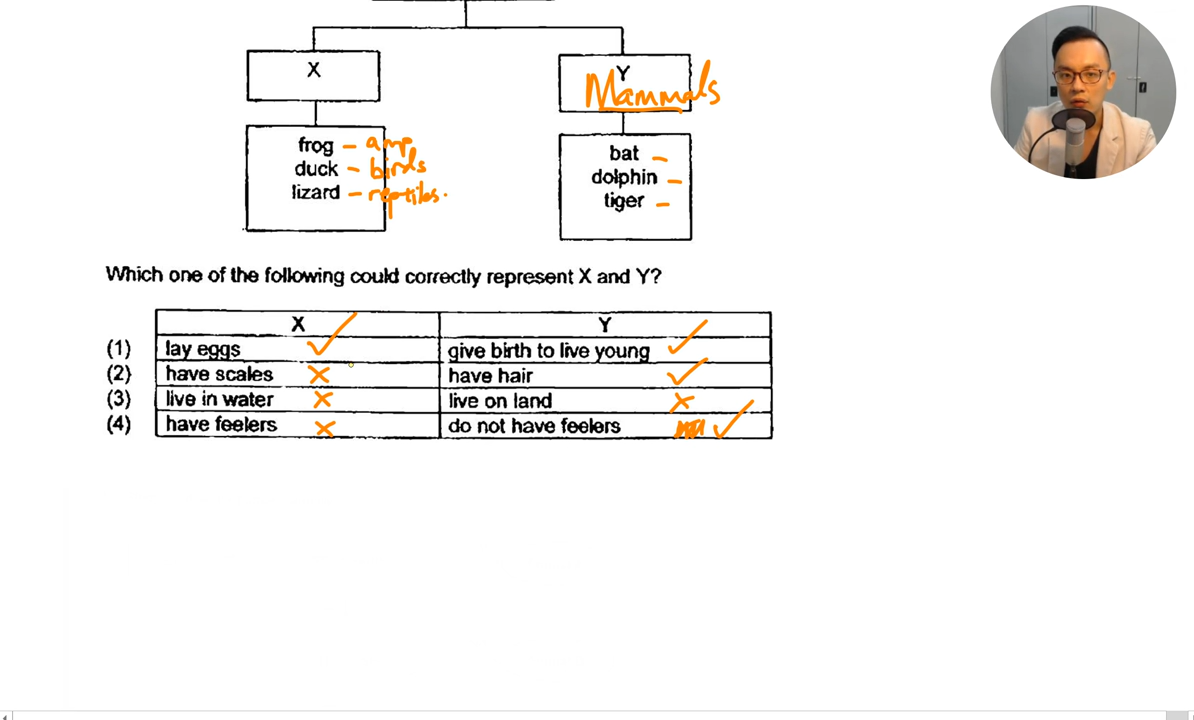 X
Y
Mammals
frog - amp
duck - birds
lizard - reptiles.
bat -
dolphin -
tiger -
Which one of the following could correctly represent X and Y?
X Y
(1) lay eggs give birth to live young
(2) have scales have hair
(3) live in water live on land
(4) have feelers do not have feelers